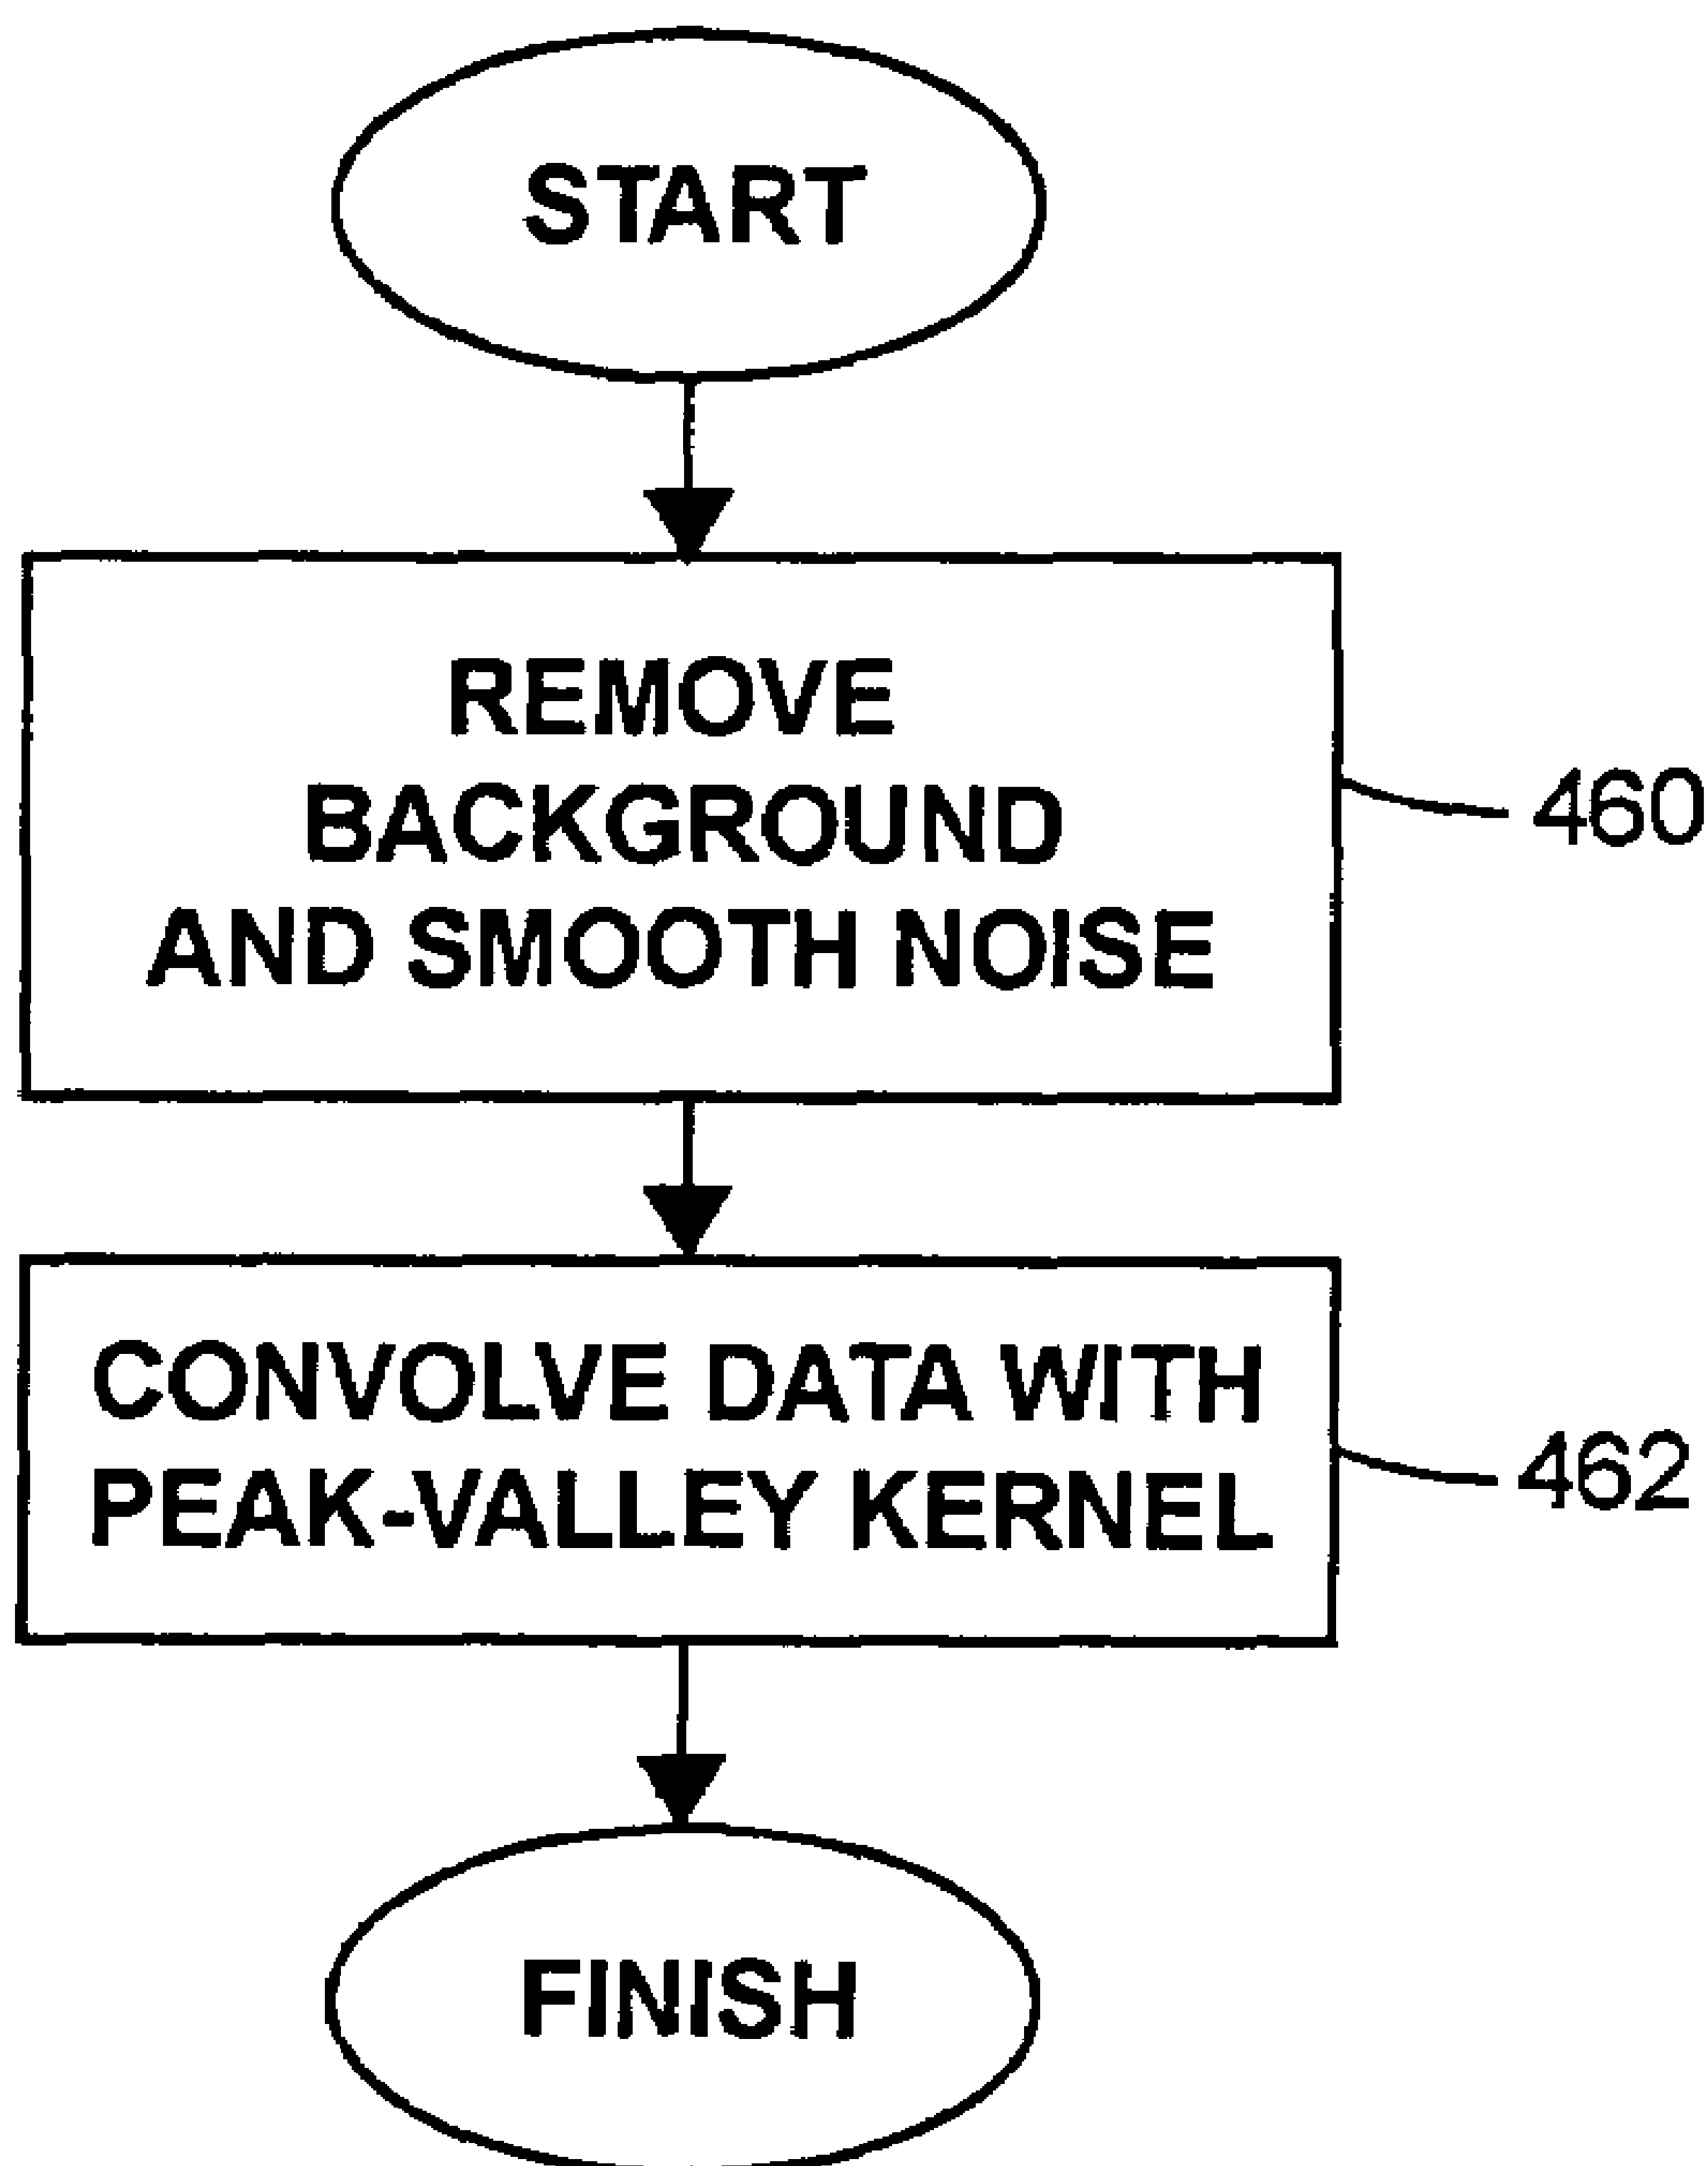 START
REMOVE
BACKGROUND
AND SMOOTH NOISE
460
CONVOLVE DATA WITH
PEAK-VALLEY KERNEL
462
FINISH